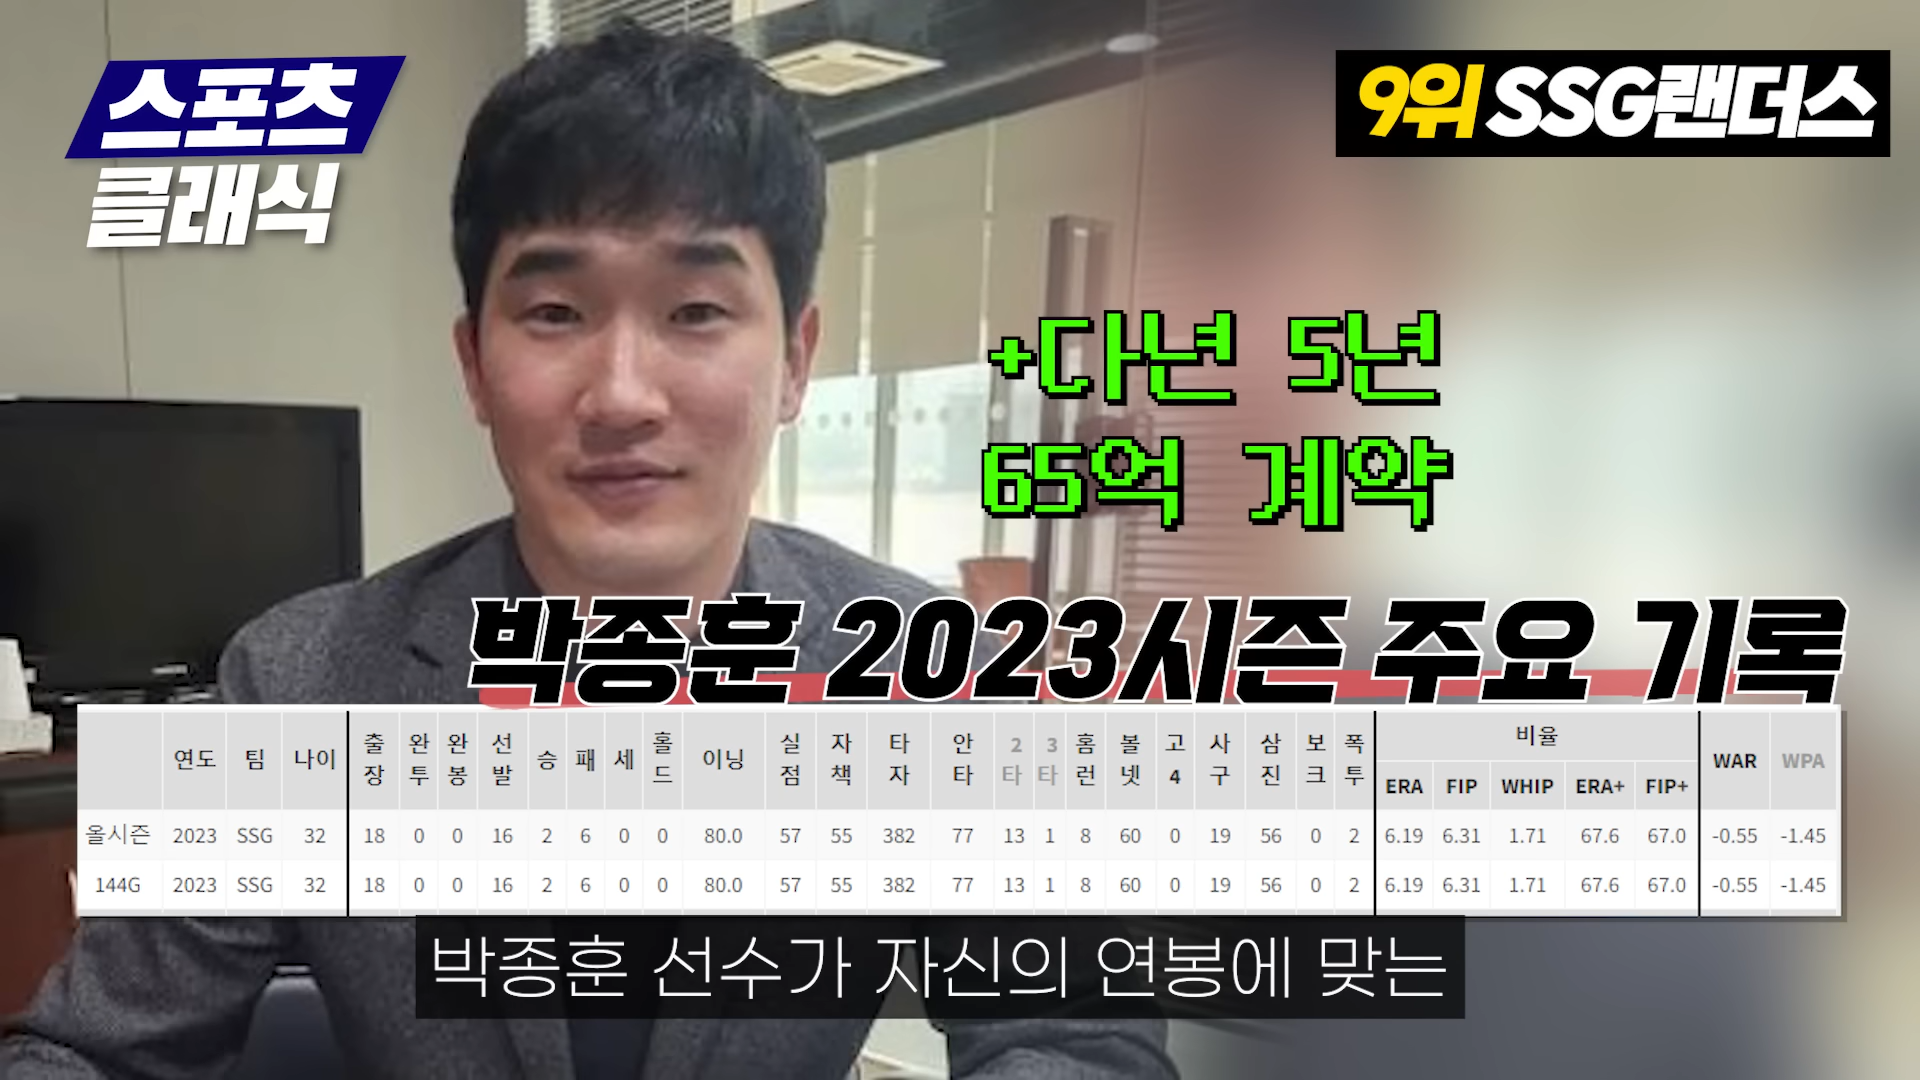 스포츠
클래식
9위 SSG랜더스
+다년 5년
65억 계약
박종훈 2023시즌 주요 기록
연도 팀 나이 출장 완투 완봉 선발 승 패 세 홀드 이닝 실점 자책 타자 안타 2타 3타 홈런 볼넷 고4 사구 삼진 보크 폭투 비율 WAR WPA
ERA FIP WHIP ERA+ FIP+
올시즌 2023 SSG 32 18 0 0 16 2 6 0 0 80.0 57 55 382 77 13 1 8 60 0 19 56 0 2 6.19 6.31 1.71 67.6 67.0 -0.55 -1.45
144G 2023 SSG 32 18 0 0 16 2 6 0 0 80.0 57 55 382 77 13 1 8 60 0 19 56 0 2 6.19 6.31 1.71 67.6 67.0 -0.55 -1.45
박종훈 선수가 자신의 연봉에 맞는